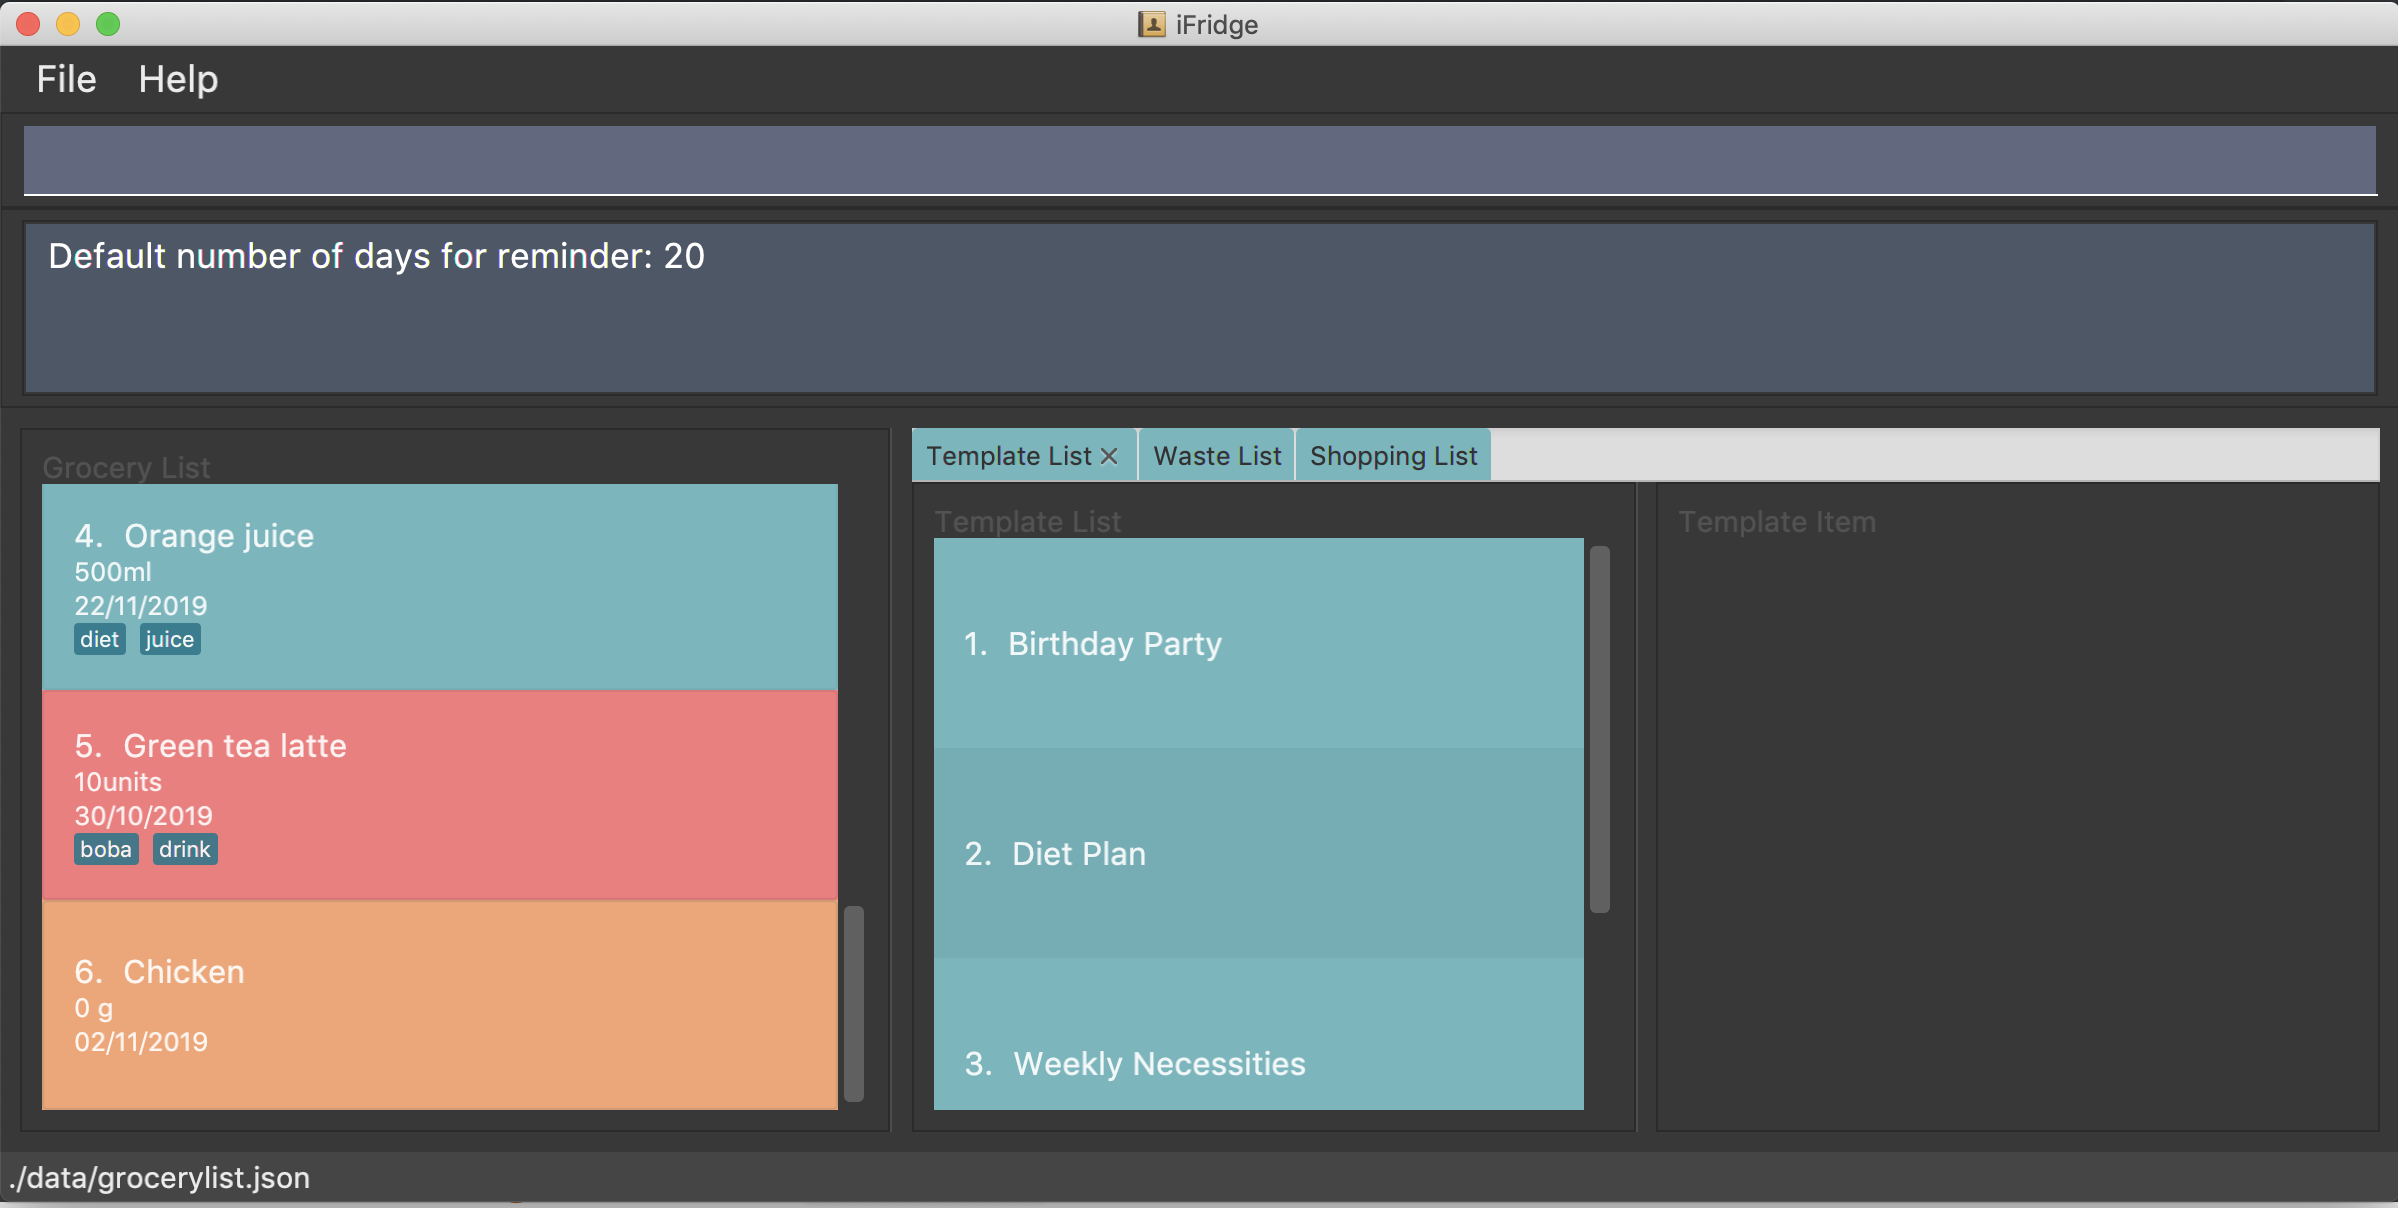 iFridge
File Help
Default number of days for reminder: 20
Grocery List
4. Orange juice
500ml
22/11/2019
diet juice
5. Green tea latte
10units
30/10/2019
boba drink
6. Chicken
0 g
02/11/2019
Template List Waste List Shopping List
Template List
1. Birthday Party
2. Diet Plan
3. Weekly Necessities
Template Item
./data/grocerylist.json